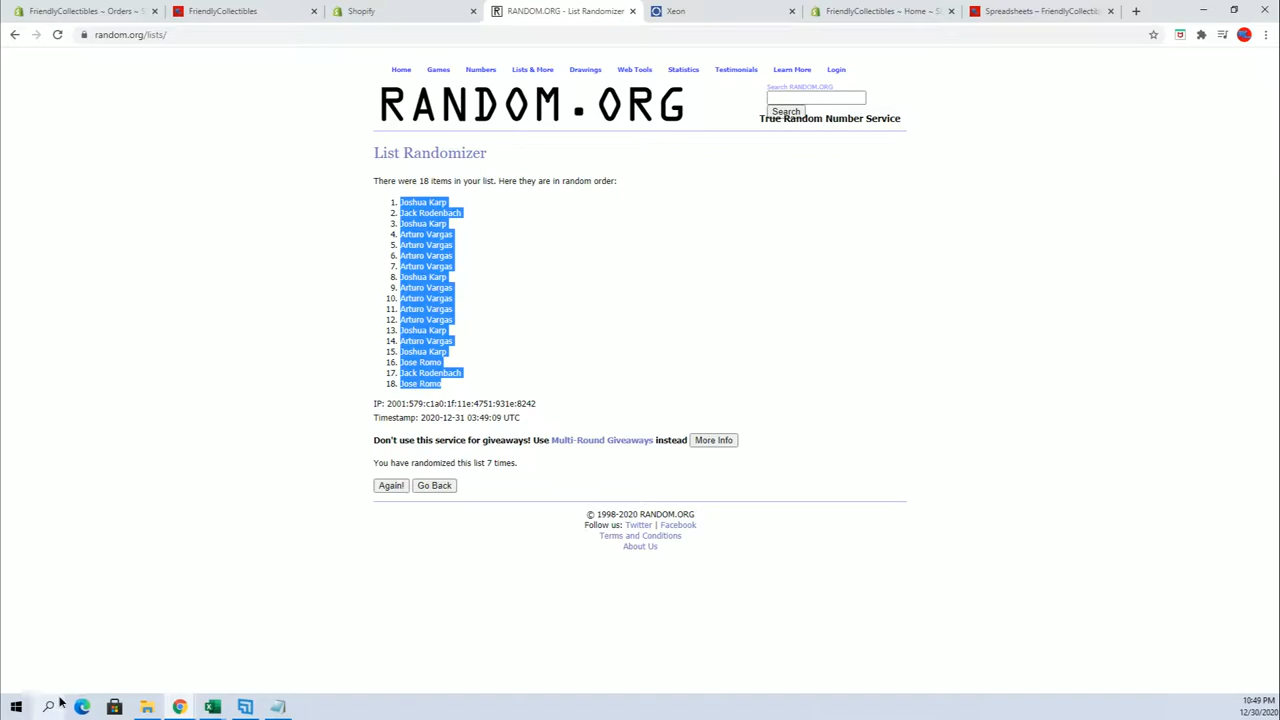 FriendlyCollectibles ~ Orders ~ S
FriendlyCollectibles
Shopify
RANDOM.ORG - List Randomizer
Xeon
FriendlyCollectibles ~ Home ~ S
Spreadsheets – FriendlyCollectib
random.org/lists/
Home Games Numbers Lists & More Drawings Web Tools Statistics Testimonials Learn More Login
RANDOM.ORG
Search RANDOM.ORG
Search
True Random Number Service
List Randomizer
There were 18 items in your list. Here they are in random order:
1. Joshua Karp
2. Jack Rodenbach
3. Joshua Karp
4. Arturo Vargas
5. Arturo Vargas
6. Arturo Vargas
7. Arturo Vargas
8. Joshua Karp
9. Arturo Vargas
10. Arturo Vargas
11. Arturo Vargas
12. Arturo Vargas
13. Joshua Karp
14. Arturo Vargas
15. Joshua Karp
16. Jose Romo
17. Jack Rodenbach
18. Jose Romo
IP: 2001:579:c1a0:1f:11e:4751:931e:8242
Timestamp: 2020-12-31 03:49:09 UTC
Don't use this service for giveaways! Use Multi-Round Giveaways instead More Info
You have randomized this list 7 times.
Again! Go Back
© 1998-2020 RANDOM.ORG
Follow us: Twitter | Facebook
Terms and Conditions
About Us
10:49 PM
12/30/2020